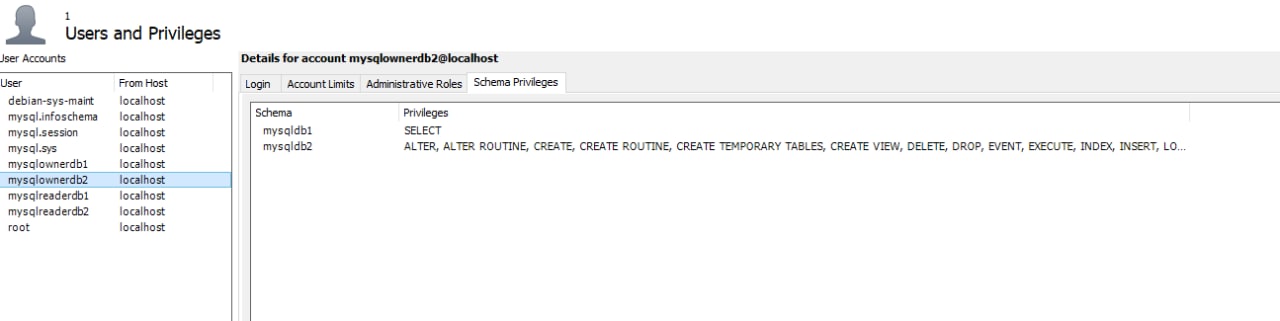 1
Users and Privileges
User Accounts
Details for account mysqlownerdb2@localhost
User From Host
debian-sys-maint localhost
mysql.infoschema localhost
mysql.session localhost
mysql.sys localhost
mysqlownerdb1 localhost
mysqlownerdb2 localhost
mysqlreaderdb1 localhost
mysqlreaderdb2 localhost
root localhost
Login Account Limits Administrative Roles Schema Privileges
Schema Privileges
mysqldb1 SELECT
mysqldb2 ALTER, ALTER ROUTINE, CREATE, CREATE ROUTINE, CREATE TEMPORARY TABLES, CREATE VIEW, DELETE, DROP, EVENT, EXECUTE, INDEX, INSERT, LO...